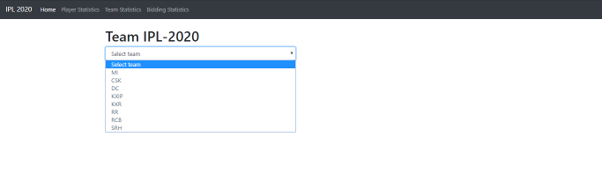 IPL 2020 Home Player Statistics Team Statistics Bidding Statistics
Team IPL-2020
Select team
Select team
MI
CSK
DC
KXIP
KKR
RR
RCB
SRH